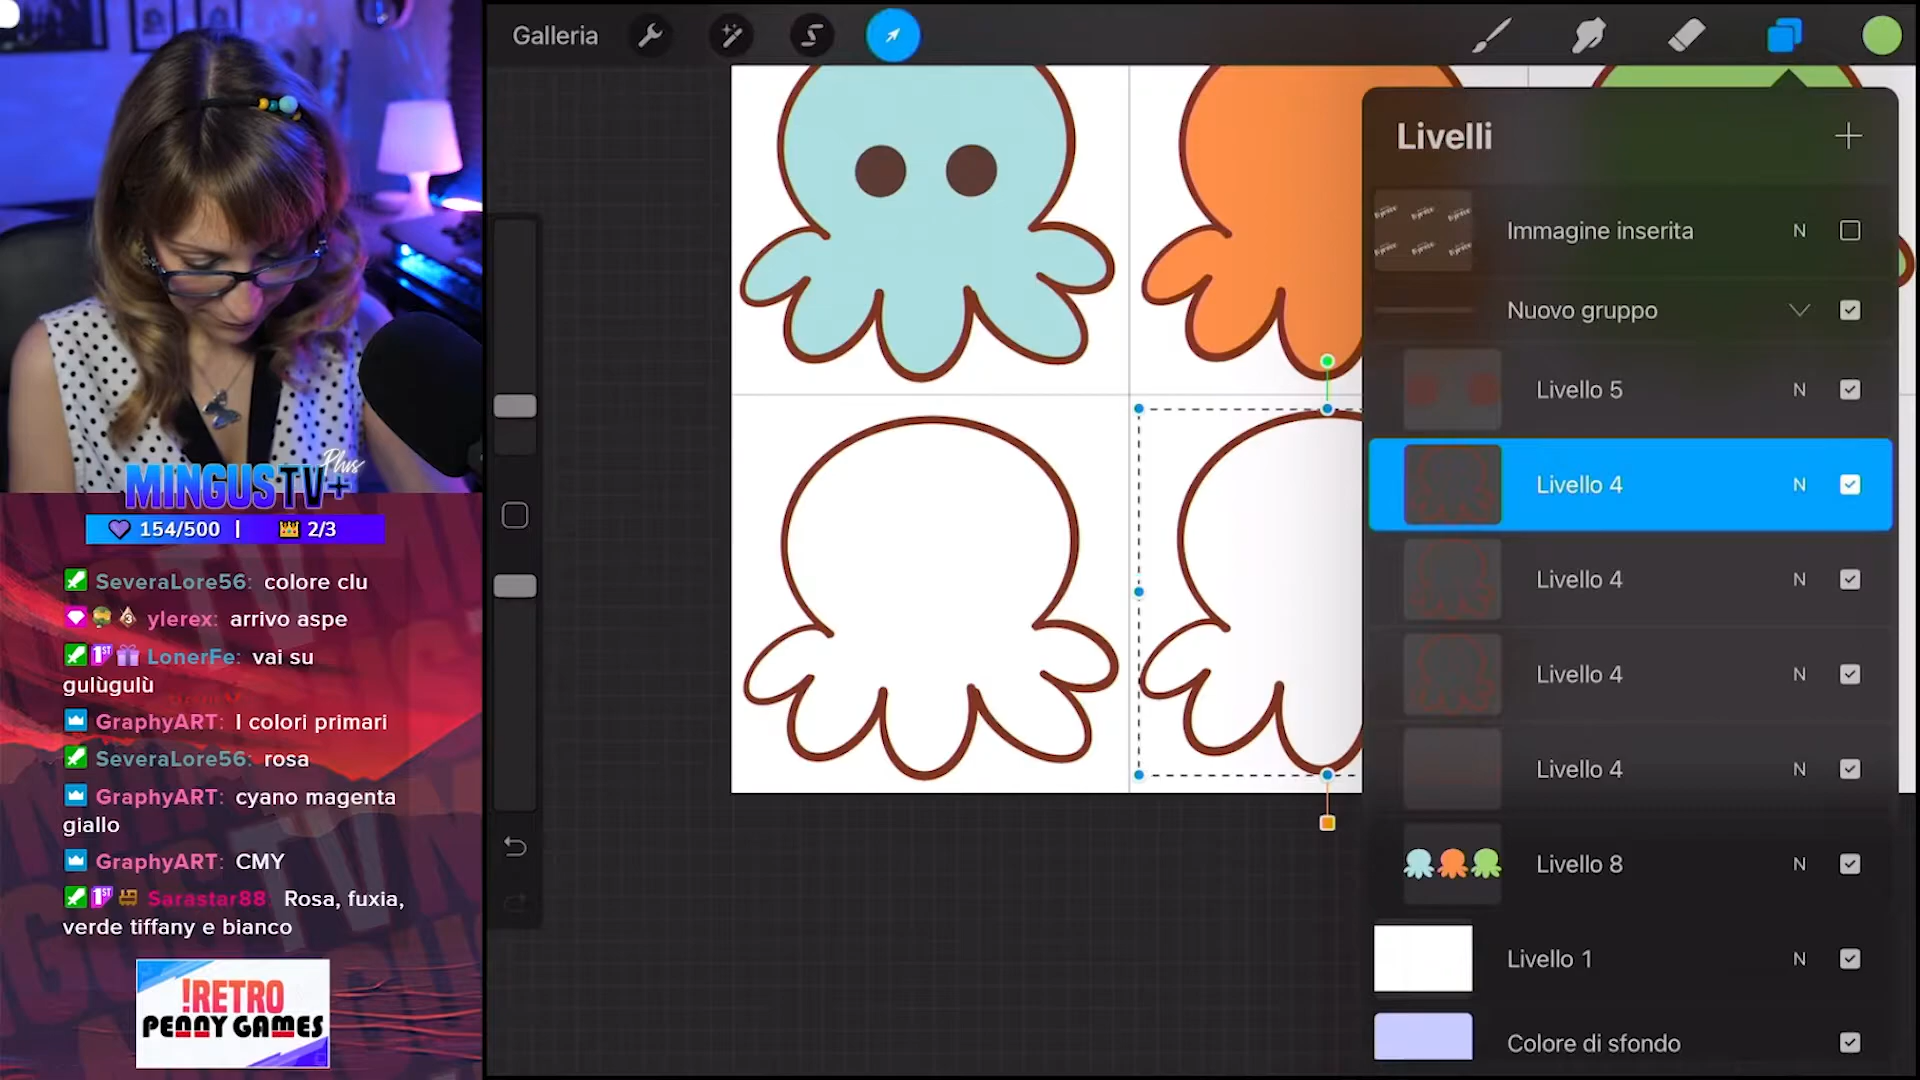 Galleria
Livelli
Immagine inserita N
Nuovo gruppo
Livello 5 N
Livello 4 N
Livello 4 N
Livello 4 N
Livello 4 N
Livello 8 N
Livello 1 N
Colore di sfondo
MINGUSTV+
Plus
154/500 | 2/3
SeveraLore56: colore clu
ylerex: arrivo aspe
LonerFe: vai su
gulùgulù
GraphyART: I colori primari
SeveraLore56: rosa
GraphyART: cyano magenta
giallo
GraphyART: CMY
Sarastar88: Rosa, fuxia,
verde tiffany e bianco
!RETRO
PENNY GAMES